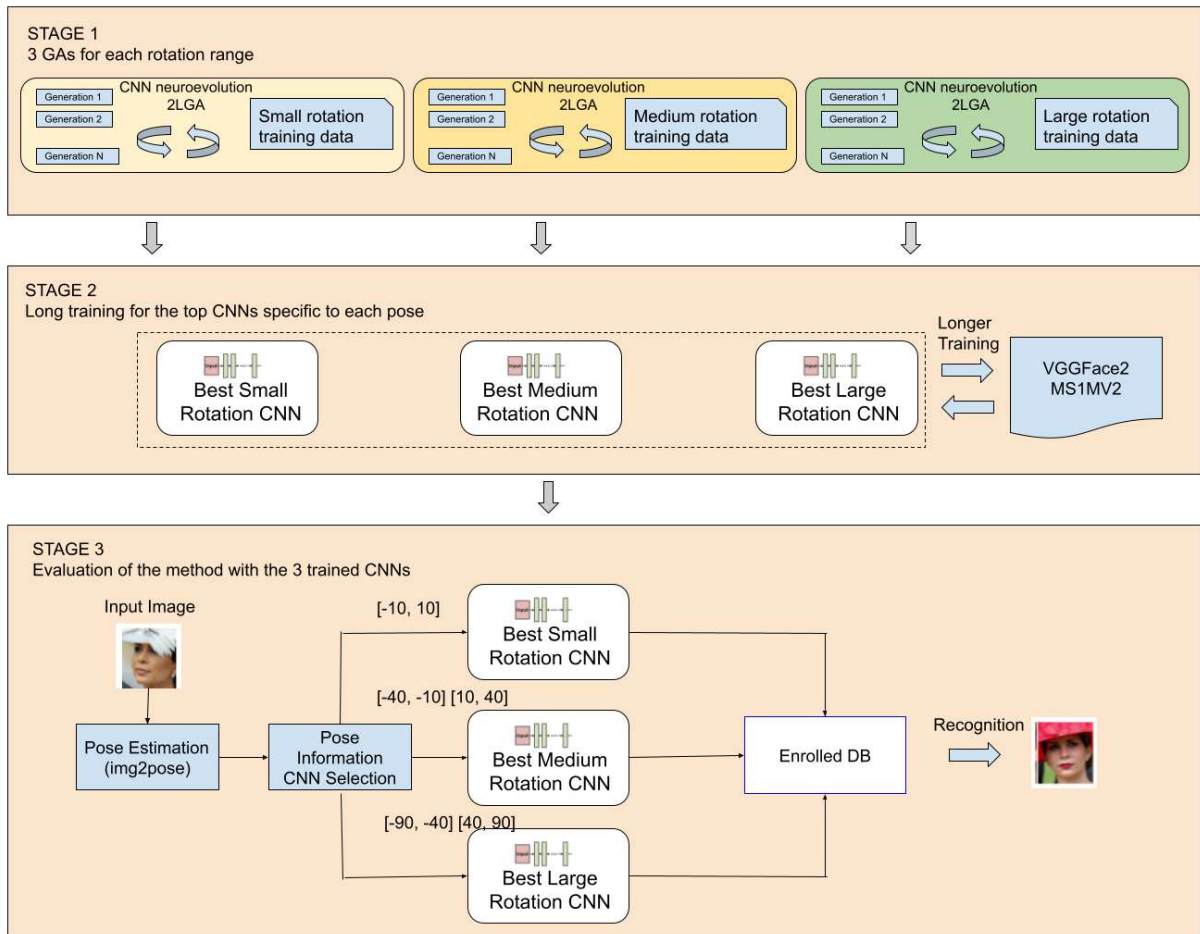 STAGE 1
3 GAs for each rotation range
CNN neuroevolution
2LGA
Generation 1
Generation 2
Generation N
Small rotation
training data
CNN neuroevolution
2LGA
Generation 1
Generation 2
Generation N
Medium rotation
training data
CNN neuroevolution
2LGA
Generation 1
Generation 2
Generation N
Large rotation
training data
STAGE 2
Long training for the top CNNs specific to each pose
Input
Best Small
Rotation CNN
Input
Best Medium
Rotation CNN
Input
Best Large
Rotation CNN
Longer
Training
VGGFace2
MS1MV2
STAGE 3
Evaluation of the method with the 3 trained CNNs
Input Image
Pose Estimation
(img2pose)
Pose
Information
CNN Selection
[-10, 10]
Input
Best Small
Rotation CNN
[-40, -10] [10, 40]
Input
Best Medium
Rotation CNN
[-90, -40] [40, 90]
Input
Best Large
Rotation CNN
Enrolled DB
Recognition